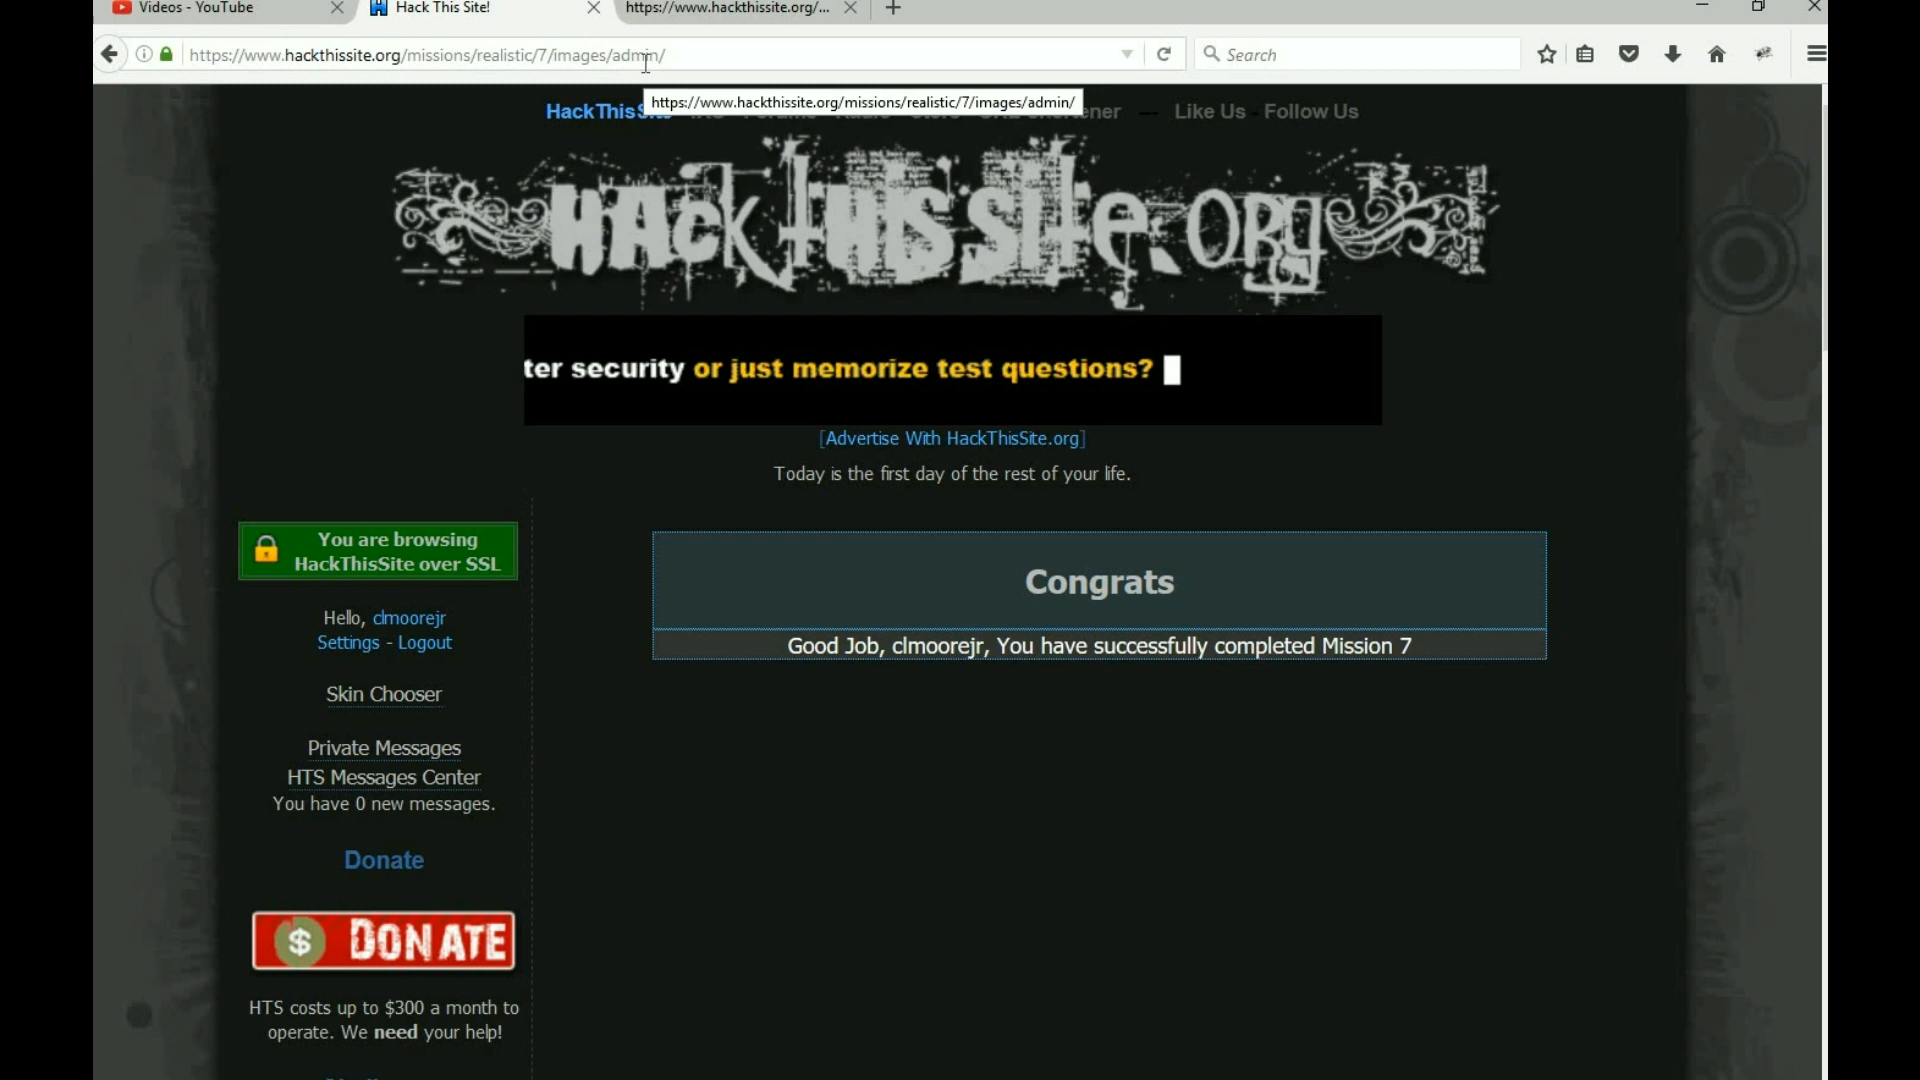 Videos - YouTube
Hack This Site!
https://www.hackthissite.org/...
https://www.hackthissite.org/missions/realistic/7/images/admin/
Search
https://www.hackthissite.org/missions/realistic/7/images/admin/
HackThis
Like Us - Follow Us
HackThisSite.ORG
ter security or just memorize test questions?
[Advertise With HackThisSite.org]
Today is the first day of the rest of your life.
You are browsing
HackThisSite over SSL
Hello, clmoorejr
Settings - Logout
Skin Chooser
Private Messages
HTS Messages Center
You have 0 new messages.
Donate
$ DONATE
HTS costs up to $300 a month to
operate. We need your help!
Congrats
Good Job, clmoorejr, You have successfully completed Mission 7